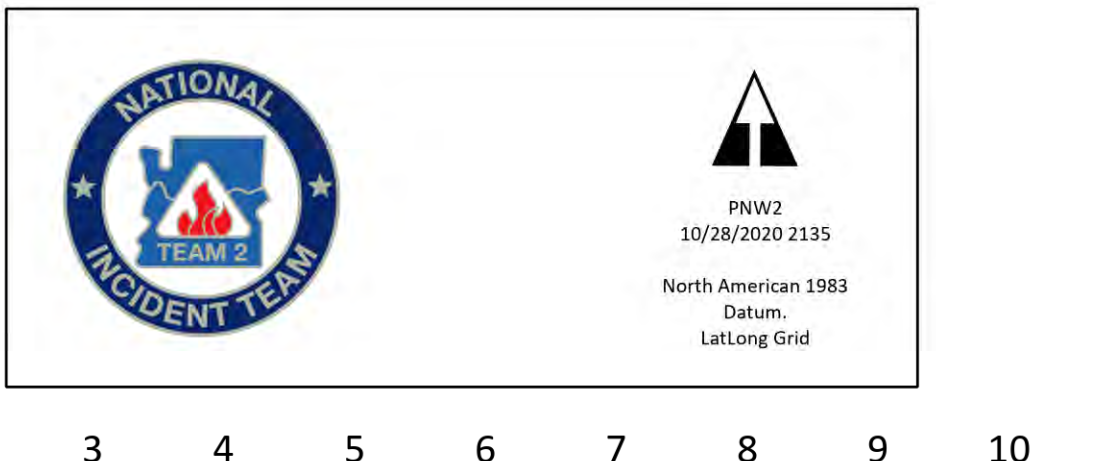 NATIONAL
TEAM 2
INCIDENT TEAM
PNW2
10/28/2020 2135
North American 1983
Datum.
LatLong Grid
3 4 5 6 7 8 9 10